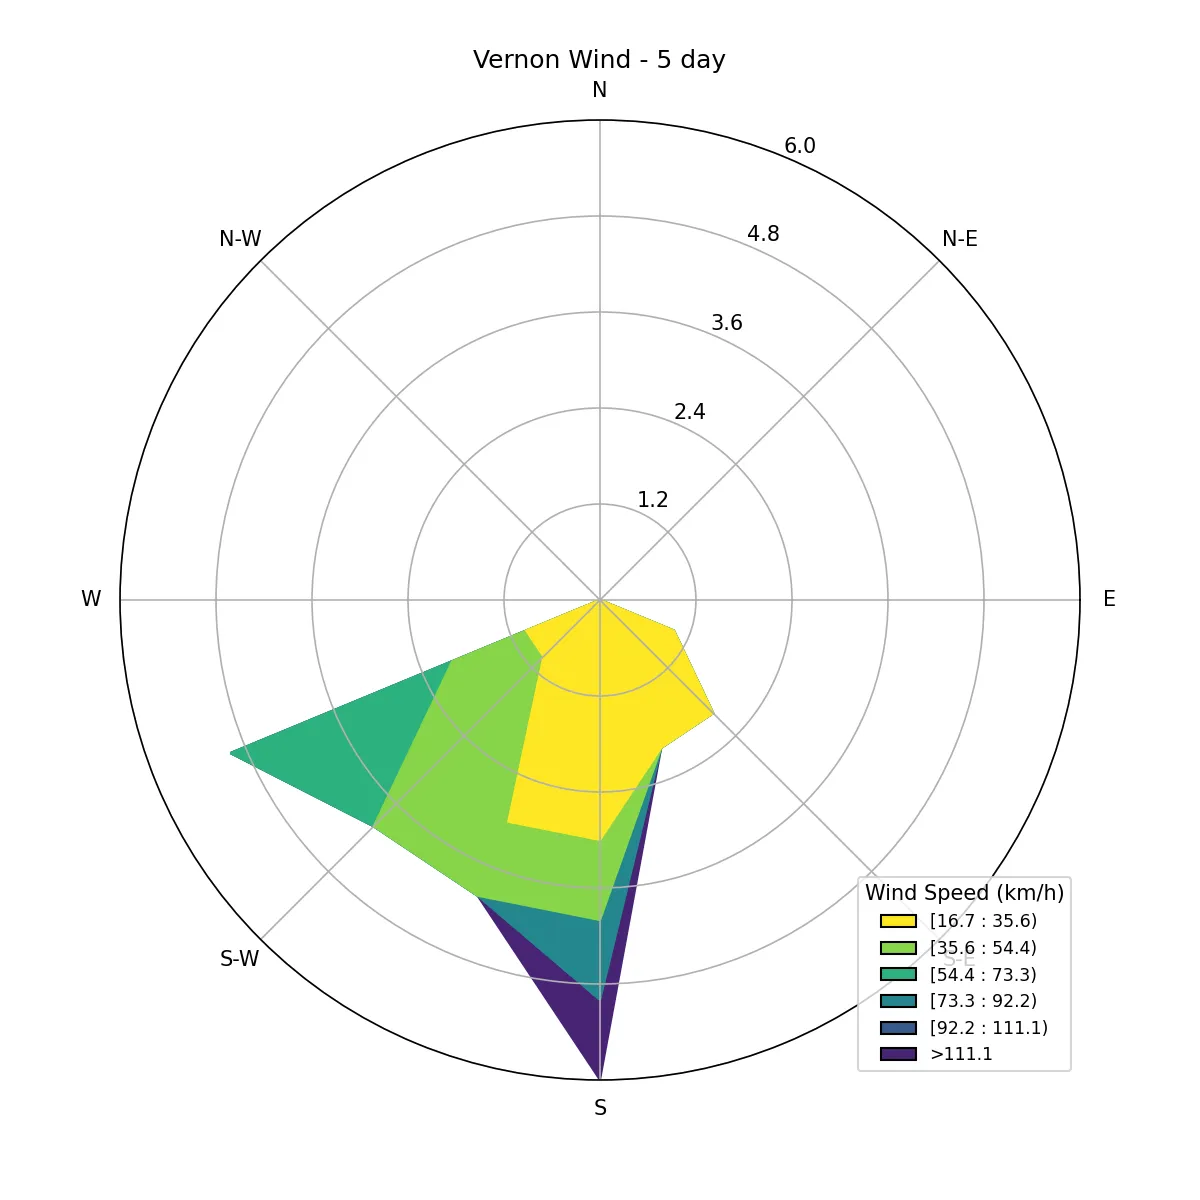 Vernon Wind - 5 day
N
6.0
N-W
4.8
N-E
3.6
2.4
1.2
W
E
S-W
S-E
Wind Speed (km/h)
[16.7 : 35.6)
[35.6 : 54.4)
[54.4 : 73.3)
[73.3 : 92.2)
[92.2 : 111.1)
>111.1
S